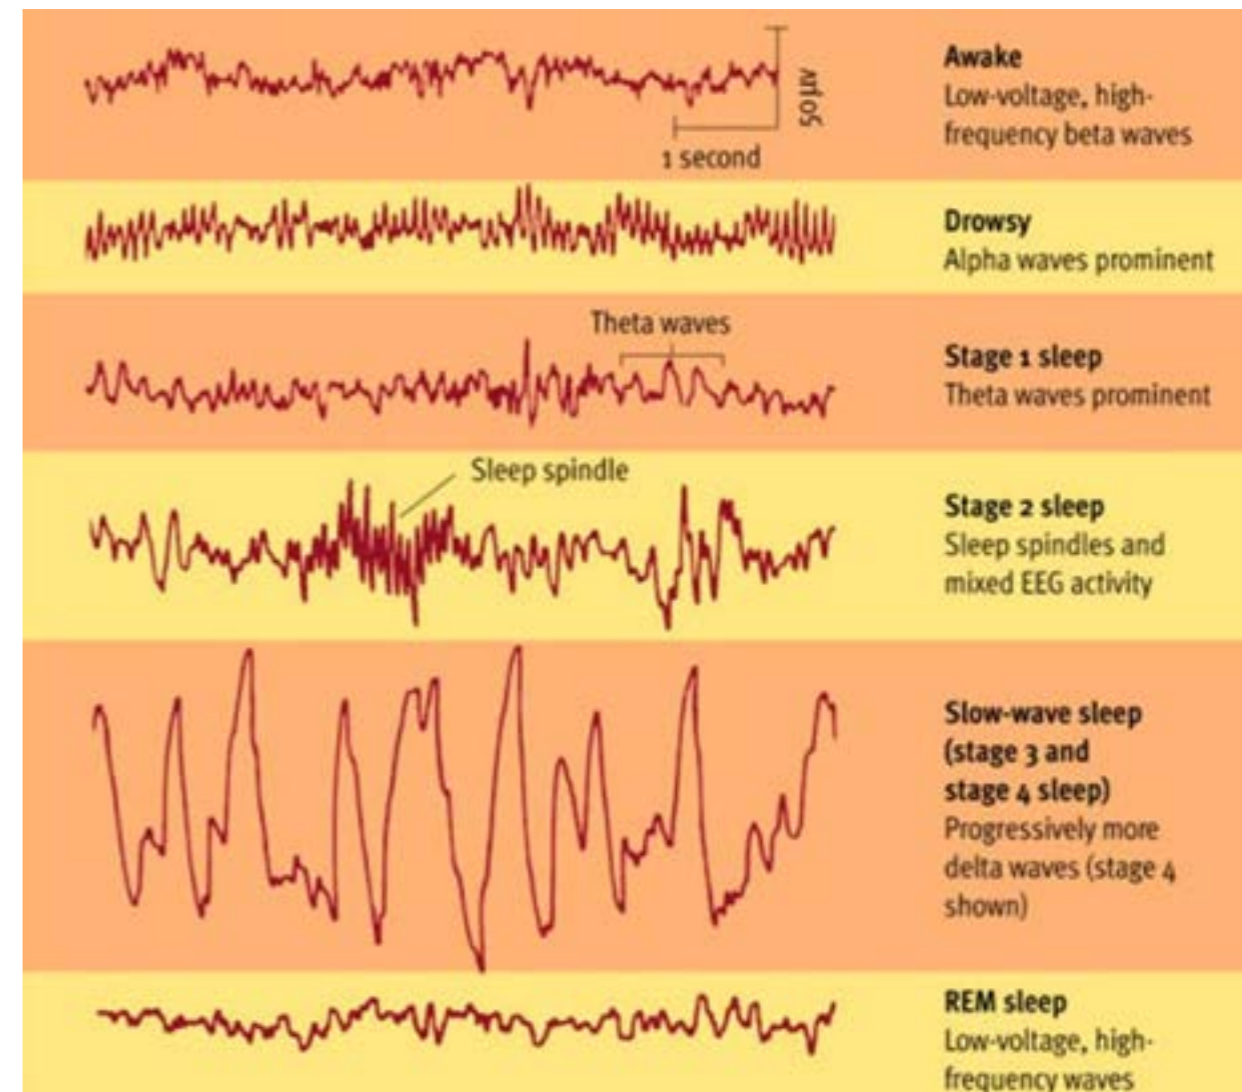 Awake
Low-voltage, high-
frequency beta waves
50μv
1 second
Drowsy
Alpha waves prominent
Theta waves
Stage 1 sleep
Theta waves prominent
Sleep spindle
Stage 2 sleep
Sleep spindles and
mixed EEG activity
Slow-wave sleep
(stage 3 and
stage 4 sleep)
Progressively more
delta waves (stage 4
shown)
REM sleep
Low-voltage, high-
frequency waves